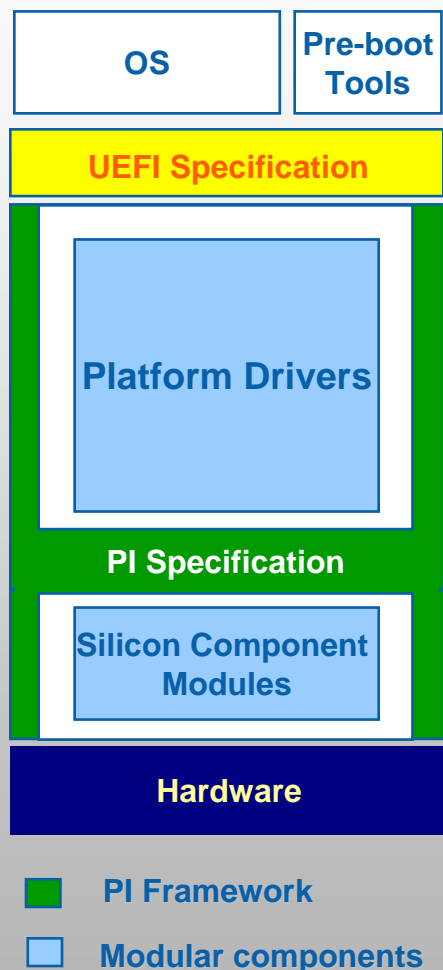 OS
Pre-boot
Tools
UEFI Specification
Platform Drivers
PI Specification
Silicon Component
Modules
Hardware
PI Framework
Modular components